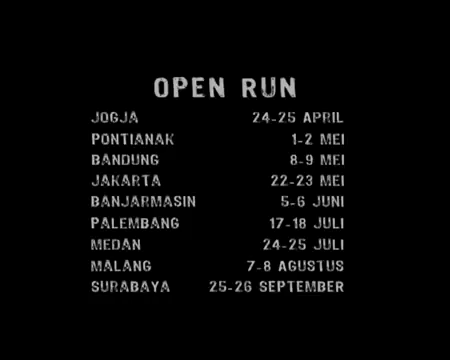 OPEN RUN
JOGJA 24-25 APRIL
PONTIANAK 1-2 MEI
BANDUNG 8-9 MEI
JAKARTA 22-23 MEI
BANJARMASIN 5-6 JUNI
PALEMBANG 17-18 JULI
MEDAN 24-25 JULI
MALANG 7-8 AGUSTUS
SURABAYA 25-26 SEPTEMBER